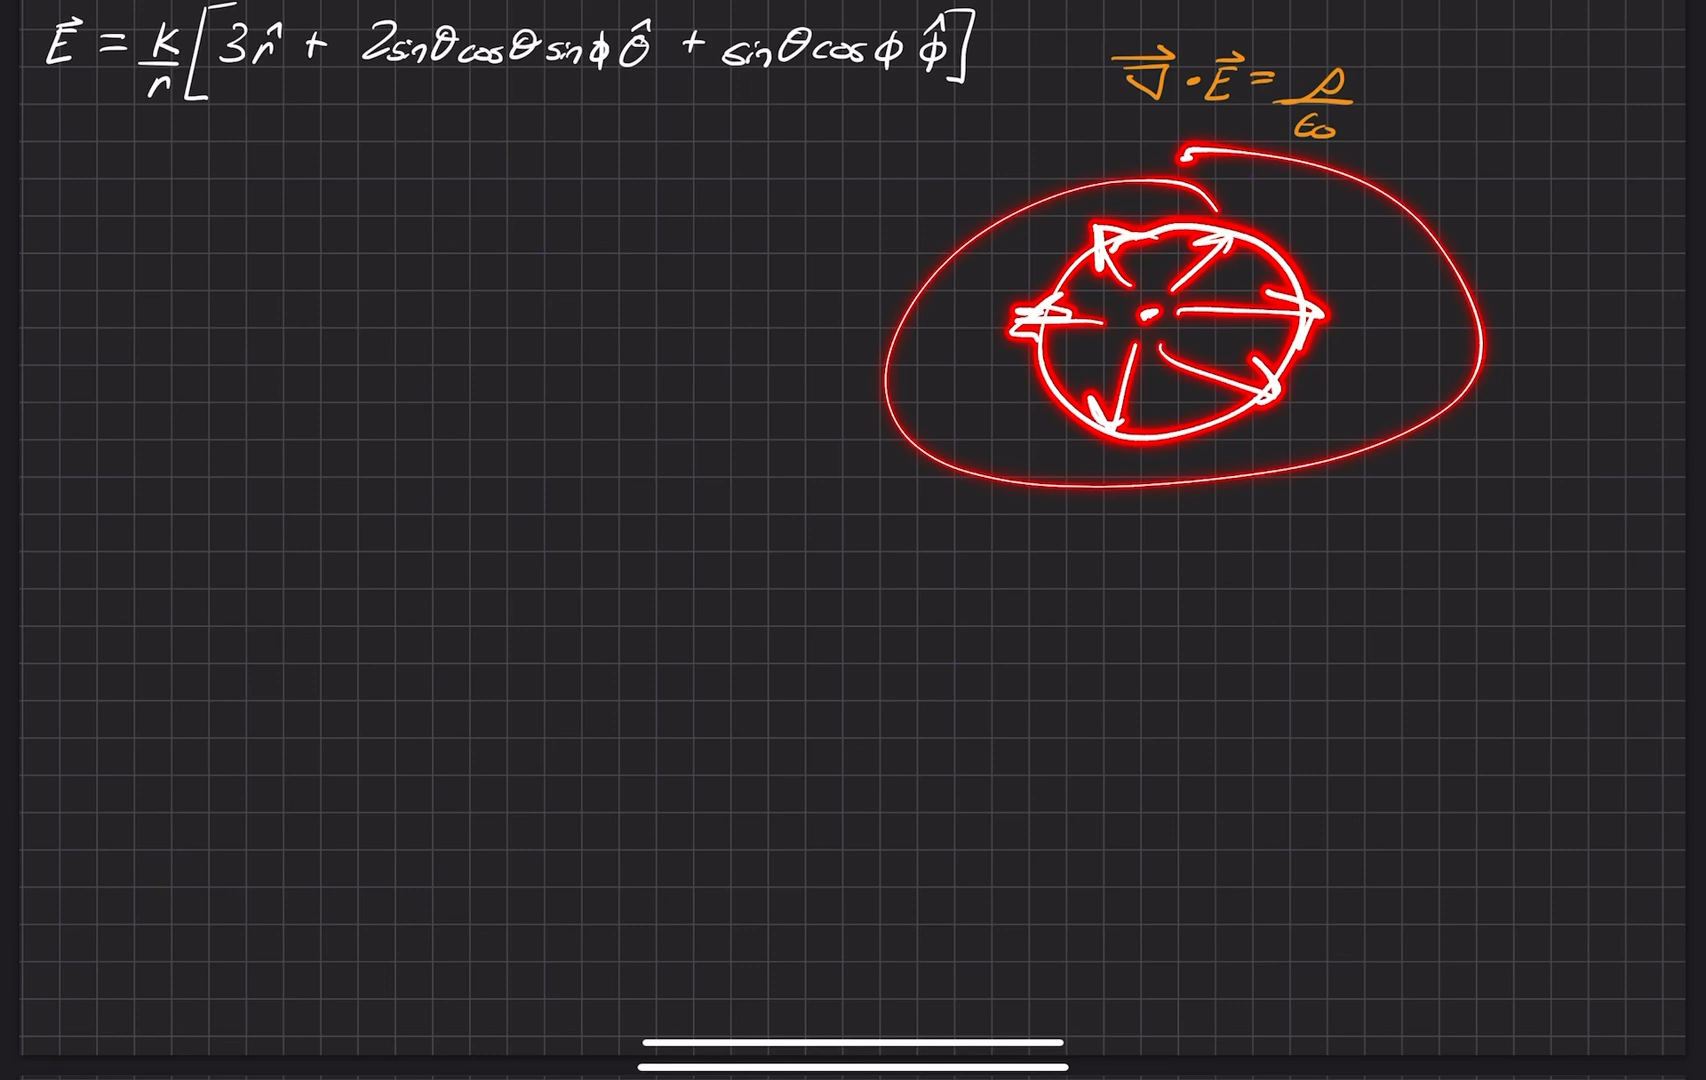 E⃗ = k/r [3r̂ + 2sinθcosθsinϕ θ̂ + sinθcosϕ ϕ̂]
∇⃗ · E⃗ = ρ/ϵ₀